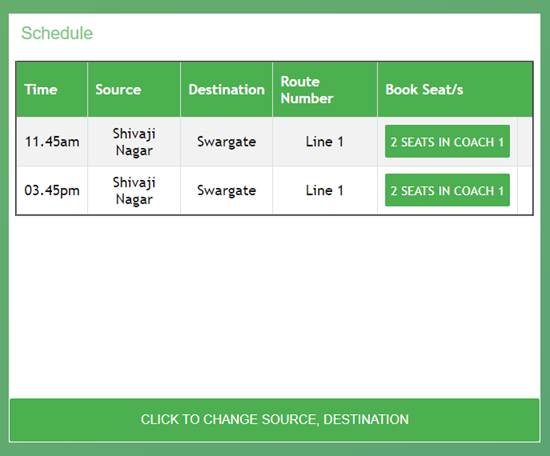 Schedule
Time Source Destination Route Number Book Seat/s
11.45am Shivaji Nagar Swargate Line 1 2 SEATS IN COACH 1
03.45pm Shivaji Nagar Swargate Line 1 2 SEATS IN COACH 1
CLICK TO CHANGE SOURCE, DESTINATION